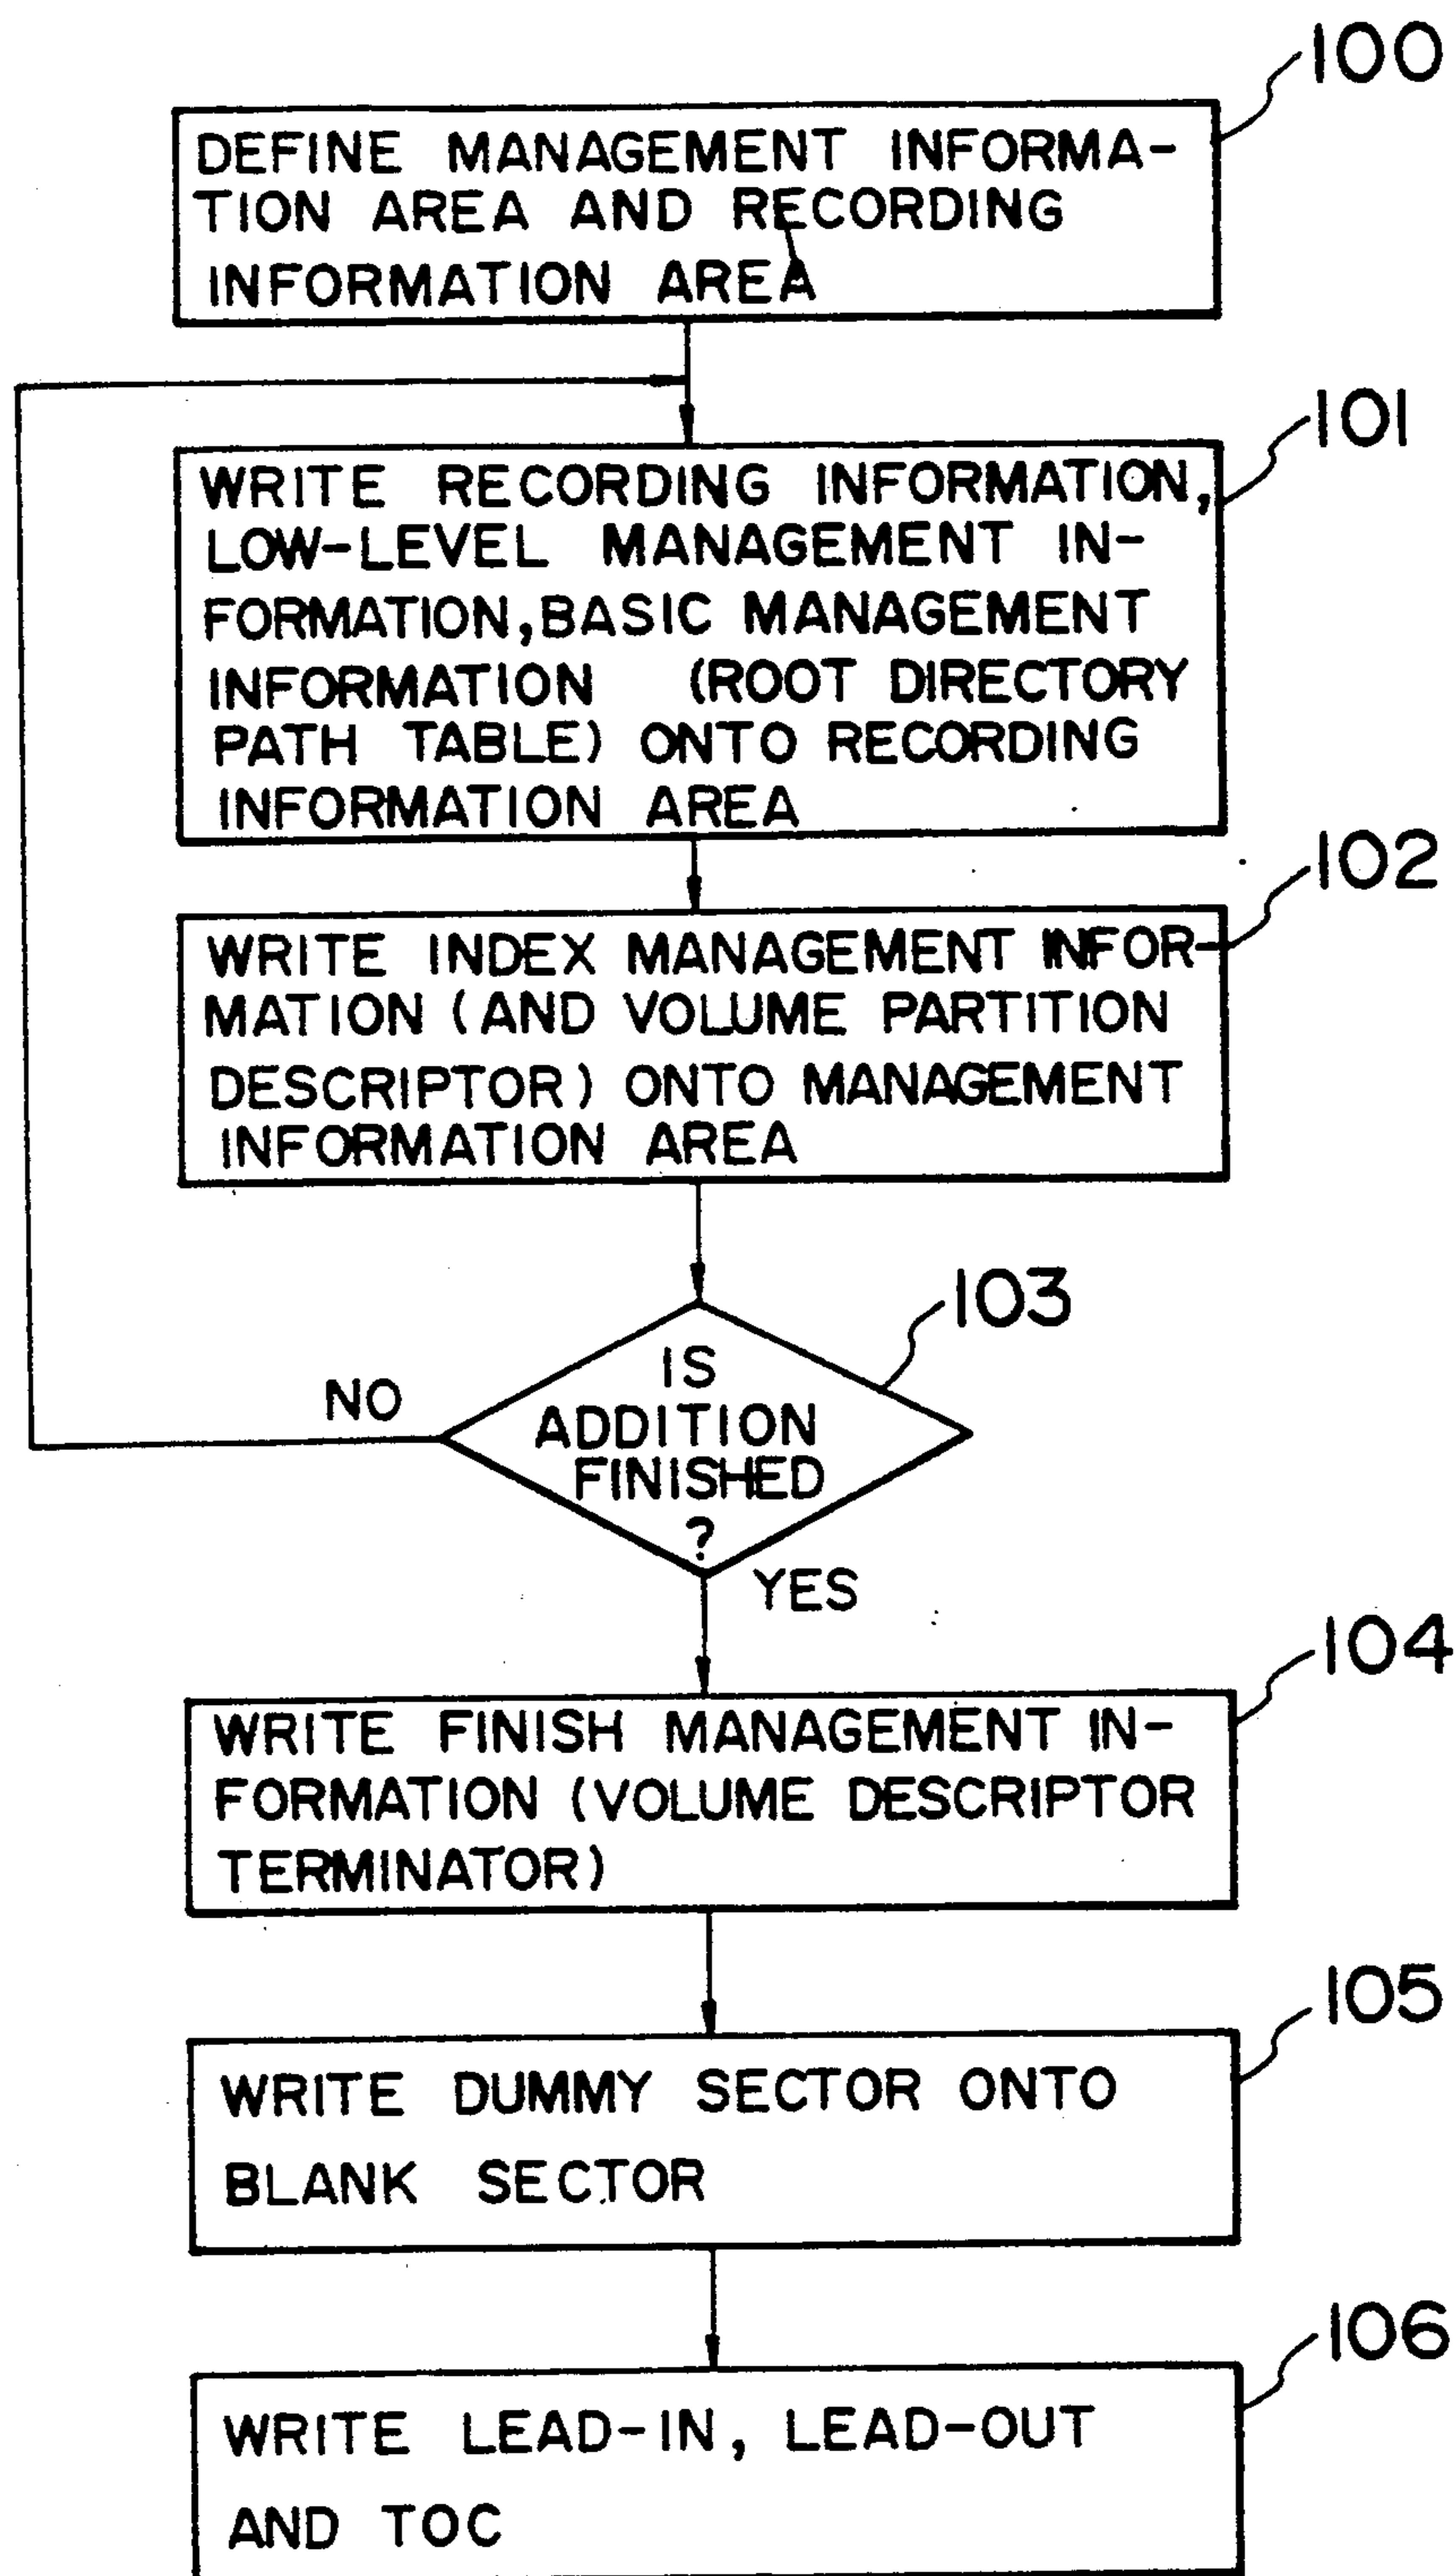 100
DEFINE MANAGEMENT INFORMA-
TION AREA AND RECORDING
INFORMATION AREA
101
WRITE RECORDING INFORMATION,
LOW-LEVEL MANAGEMENT IN-
FORMATION, BASIC MANAGEMENT
INFORMATION (ROOT DIRECTORY
PATH TABLE) ONTO RECORDING
INFORMATION AREA
102
WRITE INDEX MANAGEMENT INFOR-
MATION (AND VOLUME PARTITION
DESCRIPTOR) ONTO MANAGEMENT
INFORMATION AREA
103
IS
ADDITION
FINISHED
?
NO
YES
104
WRITE FINISH MANAGEMENT IN-
FORMATION (VOLUME DESCRIPTOR
TERMINATOR)
105
WRITE DUMMY SECTOR ONTO
BLANK SECTOR
106
WRITE LEAD-IN, LEAD-OUT
AND TOC